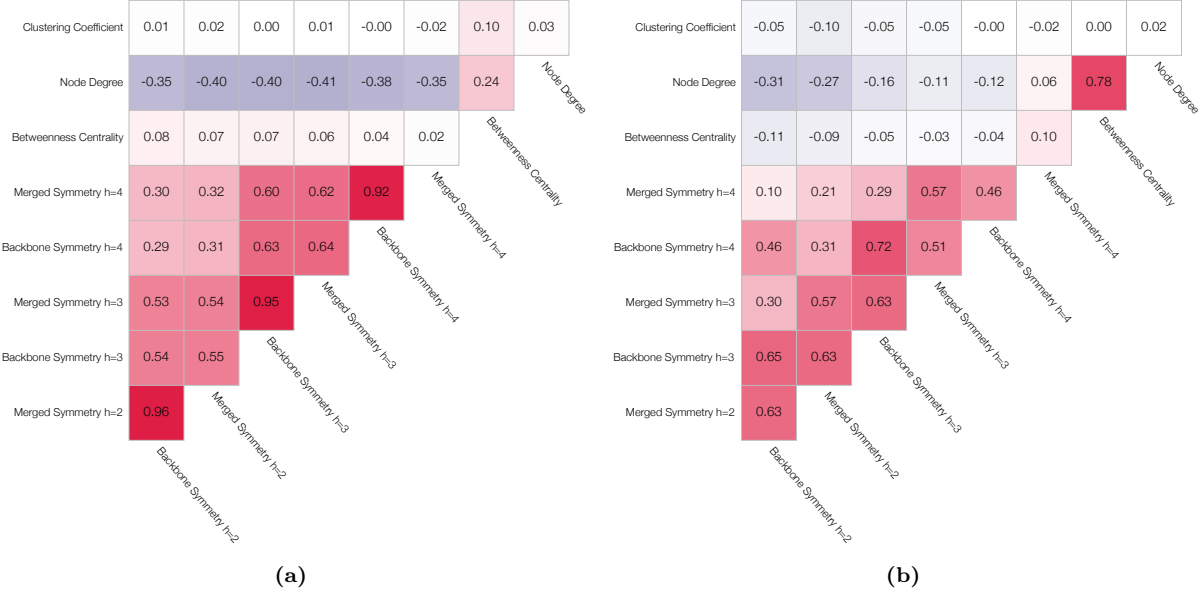 Clustering Coefficient 0.01 0.02 0.00 0.01 -0.00 -0.02 0.10 0.03
Node Degree -0.35 -0.40 -0.40 -0.41 -0.38 -0.35 0.24
Node Degree
Betweenness Centrality 0.08 0.07 0.07 0.06 0.04 0.02
Betweenness Centrality
Merged Symmetry h=4 0.30 0.32 0.60 0.62 0.92
Merged Symmetry h=4
Backbone Symmetry h=4 0.29 0.31 0.63 0.64
Backbone Symmetry h=4
Merged Symmetry h=3 0.53 0.54 0.95
Merged Symmetry h=3
Backbone Symmetry h=3 0.54 0.55
Backbone Symmetry h=3
Merged Symmetry h=2 0.96
Merged Symmetry h=2
Backbone Symmetry h=2
(a)
Clustering Coefficient -0.05 -0.10 -0.05 -0.05 -0.00 -0.02 0.00 0.02
Node Degree -0.31 -0.27 -0.16 -0.11 -0.12 0.06 0.78
Node Degree
Betweenness Centrality -0.11 -0.09 -0.05 -0.03 -0.04 0.10
Betweenness Centrality
Merged Symmetry h=4 0.10 0.21 0.29 0.57 0.46
Merged Symmetry h=4
Backbone Symmetry h=4 0.46 0.31 0.72 0.51
Backbone Symmetry h=4
Merged Symmetry h=3 0.30 0.57 0.63
Merged Symmetry h=3
Backbone Symmetry h=3 0.65 0.63
Backbone Symmetry h=3
Merged Symmetry h=2 0.63
Merged Symmetry h=2
Backbone Symmetry h=2
(b)